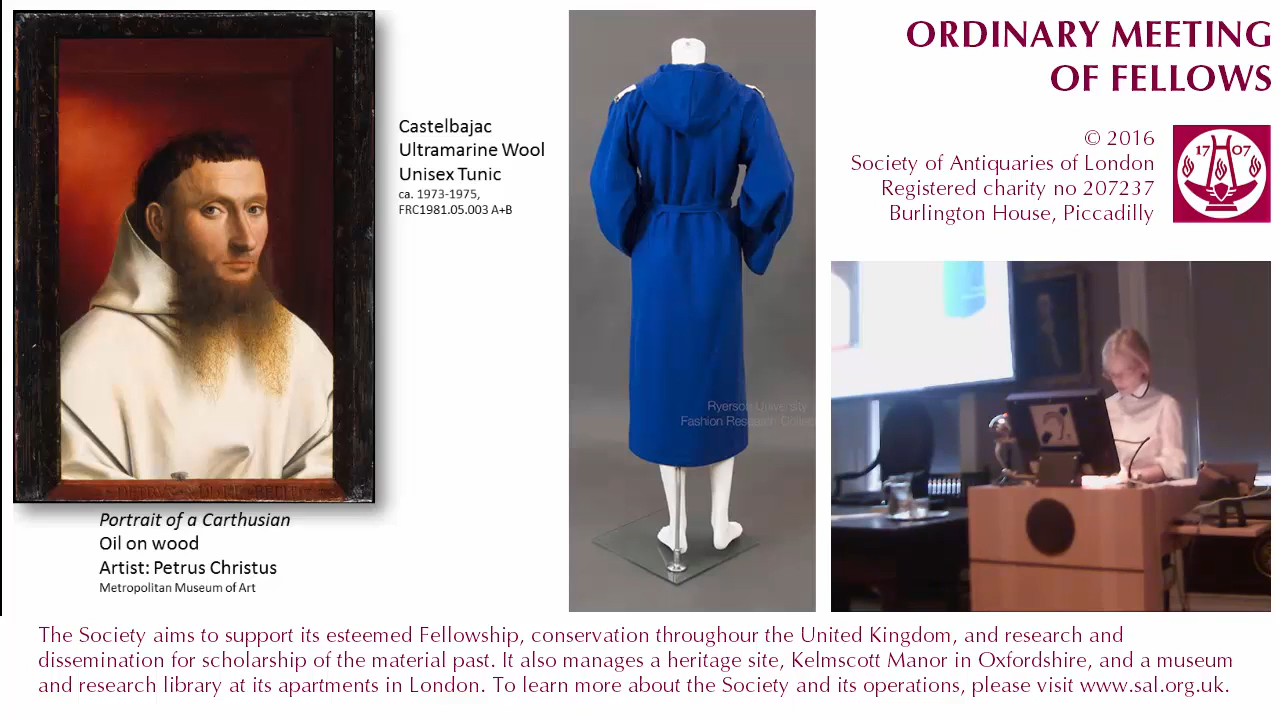 ORDINARY MEETING
OF FELLOWS
© 2016
Society of Antiquaries of London
Registered charity no 207237
Burlington House, Piccadilly
17 07
Castelbajac
Ultramarine Wool
Unisex Tunic
ca. 1973-1975,
FRC1981.05.003 A+B
Ryerson University
Fashion Research
Portrait of a Carthusian
Oil on wood
Artist: Petrus Christus
Metropolitan Museum of Art
The Society aims to support its esteemed Fellowship, conservation throughour the United Kingdom, and research and
dissemination for scholarship of the material past. It also manages a heritage site, Kelmscott Manor in Oxfordshire, and a museum
and research library at its apartments in London. To learn more about the Society and its operations, please visit www.sal.org.uk.